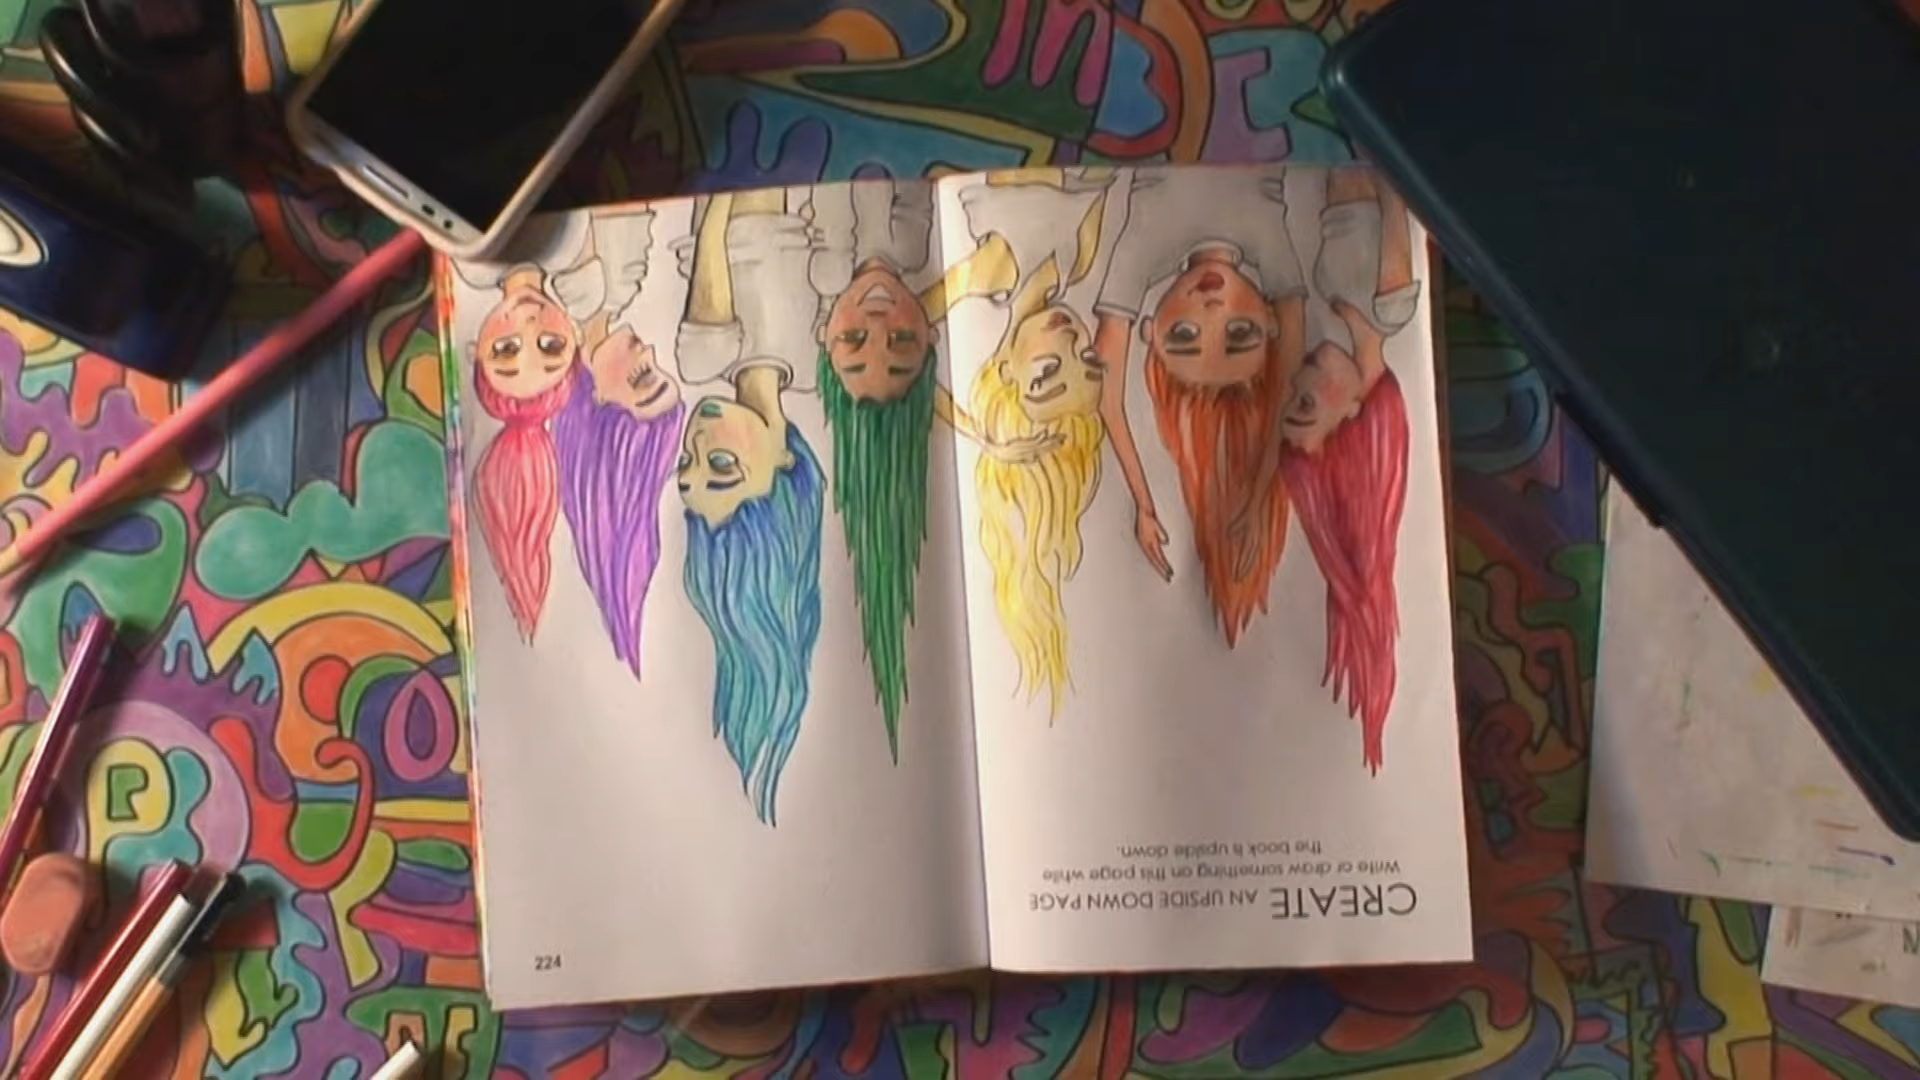 CREATE AN UPSIDE DOWN PAGE
Write or draw something on this page while
the book is upside down.
224